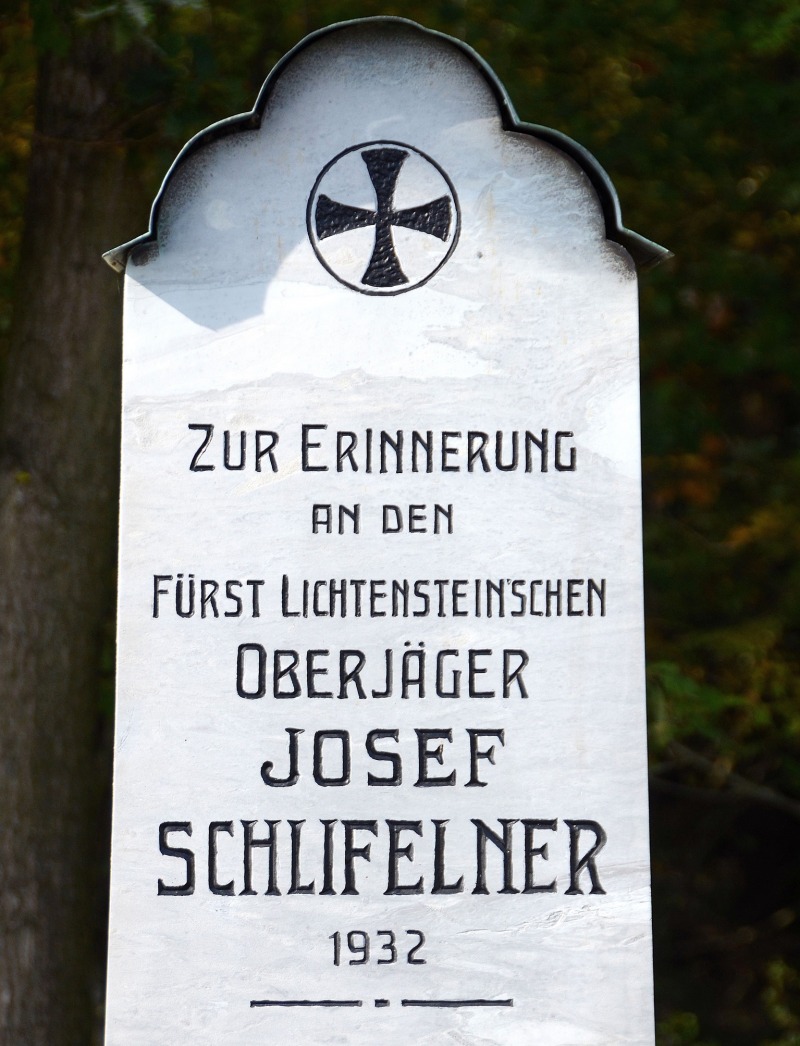 ZUR ERINNERUNG
AN DEN
FÜRST LICHTENSTEIN'SCHEN
OBERJÄGER
JOSEF
SCHLIFELNER
1932